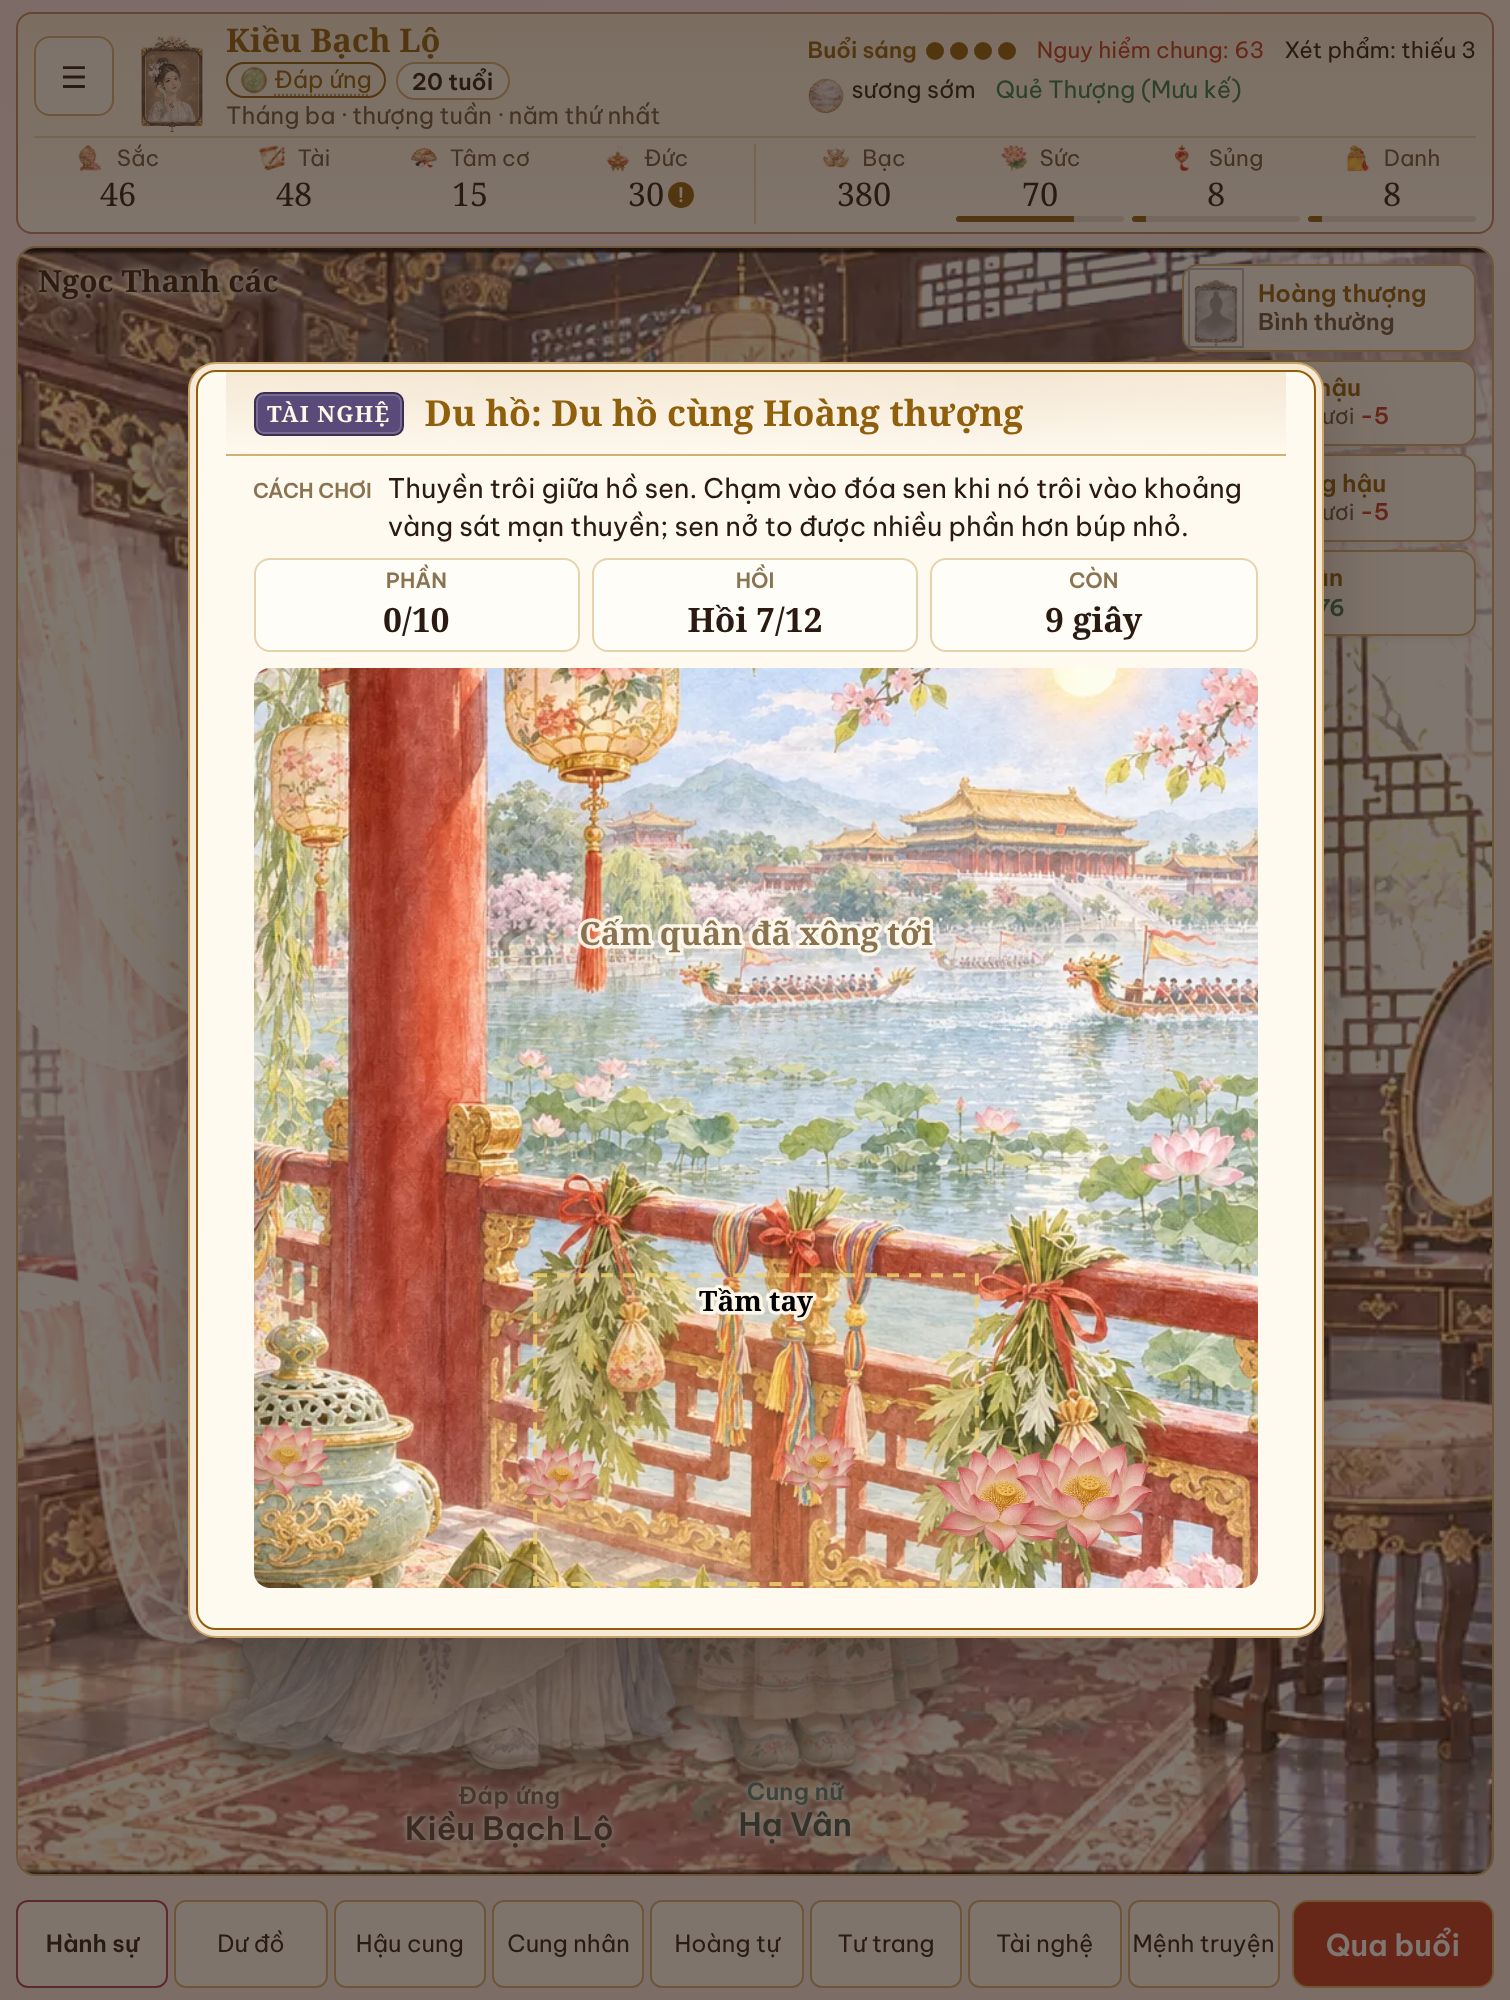 ☰
Kiều Bạch Lộ
Đáp ứng
20 tuổi
Tháng ba · thượng tuần · năm thứ nhất
Buổi sáng
Nguy hiểm chung: 63
Xét phẩm: thiếu 3
sương sớm
Quẻ Thượng (Mưu kế)
Sắc
46
Tài
48
Tâm cơ
15
Đức
30 !
Bạc
380
Sức
70
Sủng
8
Danh
8
Ngọc Thanh các
Hoàng thượng
Bình thường
-5
-5
TÀI NGHỆ
Du hồ: Du hồ cùng Hoàng thượng
CÁCH CHƠI
Thuyền trôi giữa hồ sen. Chạm vào đóa sen khi nó trôi vào khoảng
vàng sát mạn thuyền; sen nở to được nhiều phần hơn búp nhỏ.
PHẦN
0/10
HỒI
Hồi 7/12
CÒN
9 giây
Cấm quân đã xông tới
Tầm tay
Đáp ứng
Kiều Bạch Lộ
Cung nữ
Hạ Vân
Hành sự
Dư đồ
Hậu cung
Cung nhân
Hoàng tự
Tư trang
Tài nghệ
Mệnh truyện
Qua buổi